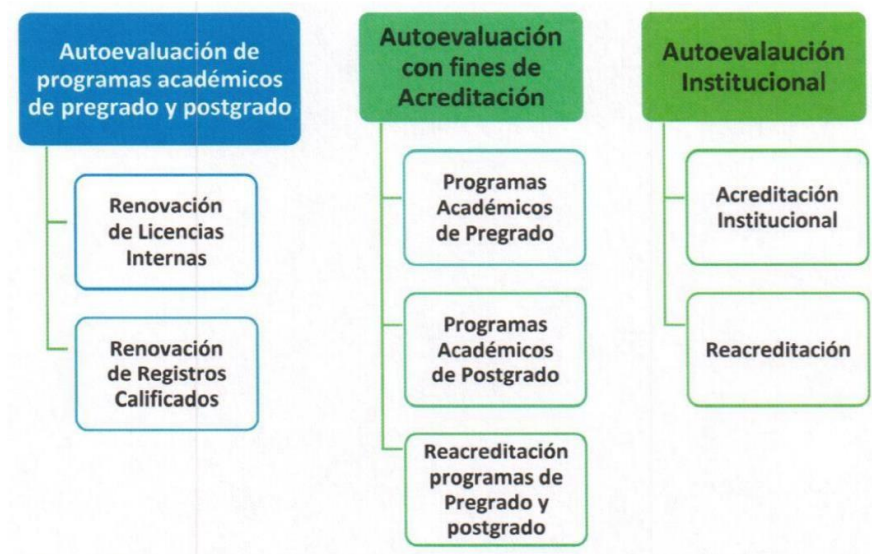 Autoevaluación de
programas académicos
de pregrado y postgrado
Renovación
de Licencias
Internas
Renovación
de Registros
Calificados
Autoevaluación
con fines de
Acreditación
Programas
Académicos
de Pregrado
Programas
Académicos
de Postgrado
Reacreditación
programas de
Pregrado y
postgrado
Autoevalaución
Institucional
Acreditación
Institucional
Reacreditación